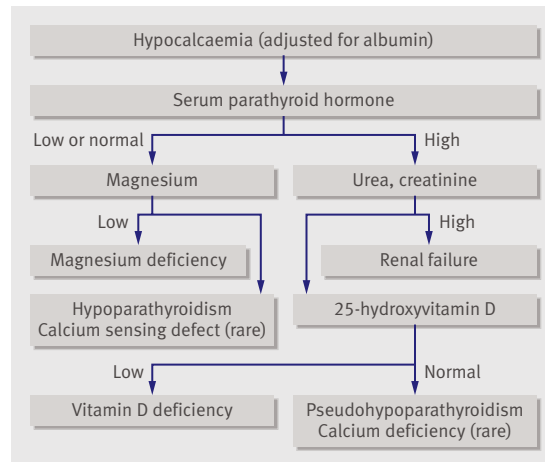 Hypocalcaemia (adjusted for albumin)
Serum parathyroid hormone
Low or normal
High
Magnesium
Urea, creatinine
Low
High
Magnesium deficiency
Renal failure
Hypoparathyroidism
Calcium sensing defect (rare)
25-hydroxyvitamin D
Low
Normal
Vitamin D deficiency
Pseudohypoparathyroidism
Calcium deficiency (rare)